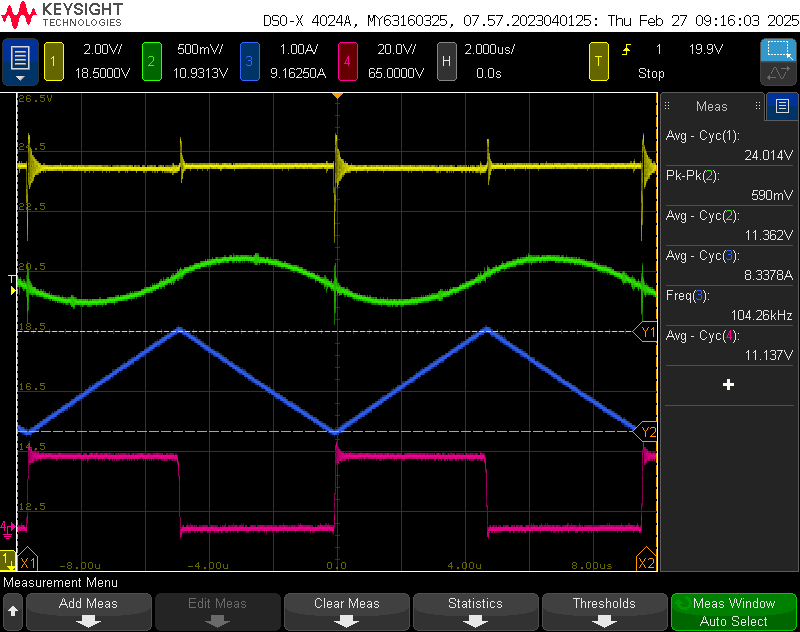 KEYSIGHT
TECHNOLOGIES
DSO-X 4024A, MY63160325, 07.57.2023040125: Thu Feb 27 09:16:03 2025
1 2.00V/ 2 500mV/ 3 1.00A/ 4 20.0V/ H 2.000us/ T 1 19.9V
18.5000V 10.9313V 9.16250A 65.0000V 0.0s Stop
26.5V
24.5
22.5
20.5
18.5
16.5
14.5
12.5
T
Y1
Y2
4
1
X1 -8.00u -4.00u 0.0 4.00u 8.00u X2
Meas
Avg - Cyc(1):
24.014V
Pk-Pk(2):
590mV
Avg - Cyc(2):
11.362V
Avg - Cyc(3):
8.3378A
Freq(3):
104.26kHz
Avg - Cyc(4):
11.137V
Measurement Menu
Add Meas
Edit Meas
Clear Meas
Statistics
Thresholds
Meas Window
Auto Select